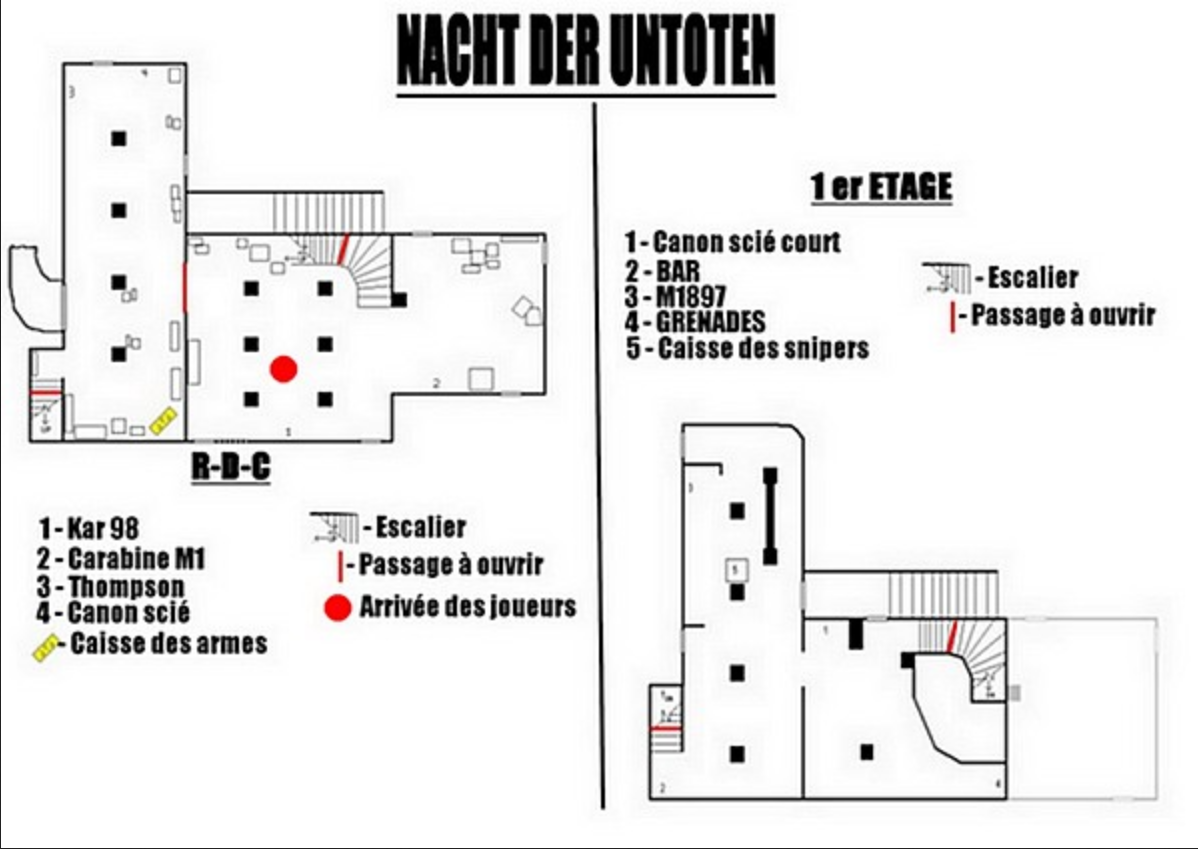 NACHT DER UNTOTEN
3
4
2
1
R-D-C
1 - Kar 98
2 - Carabine M1
3 - Thompson
4 - Canon scié
- Caisse des armes
- Escalier
- Passage à ouvrir
Arrivée des joueurs
1 er ETAGE
1 - Canon scié court
2 - BAR
3 - M1897
4 - GRENADES
5 - Caisse des snipers
- Escalier
- Passage à ouvrir
3
5
1
2
4